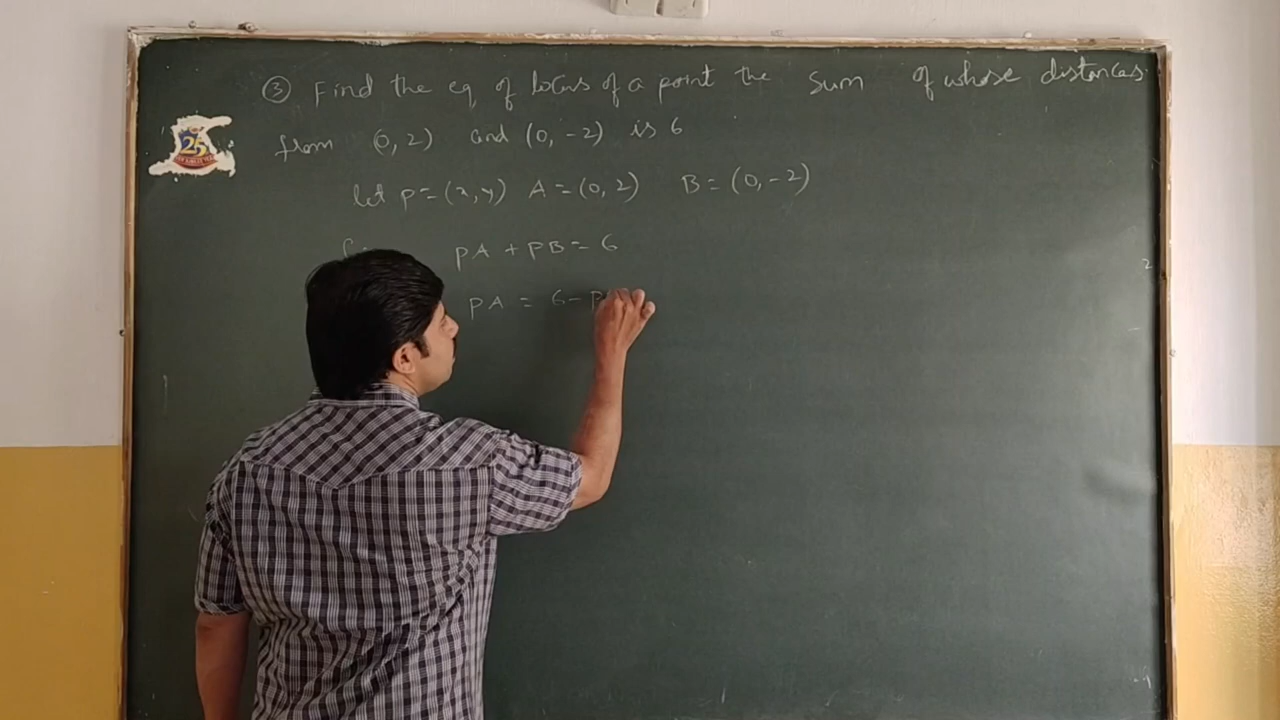 ③ Find the eq of locus of a point the Sum of whose distances
from (0, 2) and (0, -2) is 6
let P = (x, y) A = (0, 2) B = (0, -2)
PA + PB = 6
PA = 6 - P
25